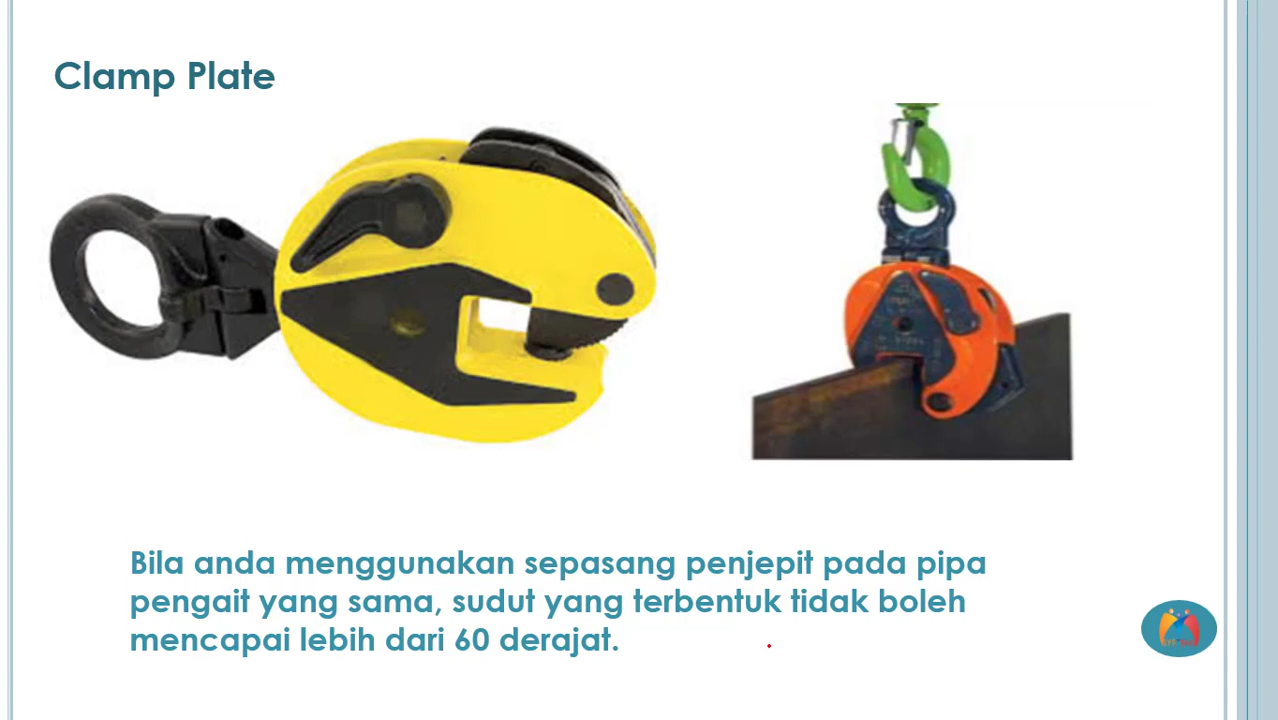 Clamp Plate
Bila anda menggunakan sepasang penjepit pada pipa
pengait yang sama, sudut yang terbentuk tidak boleh
mencapai lebih dari 60 derajat.